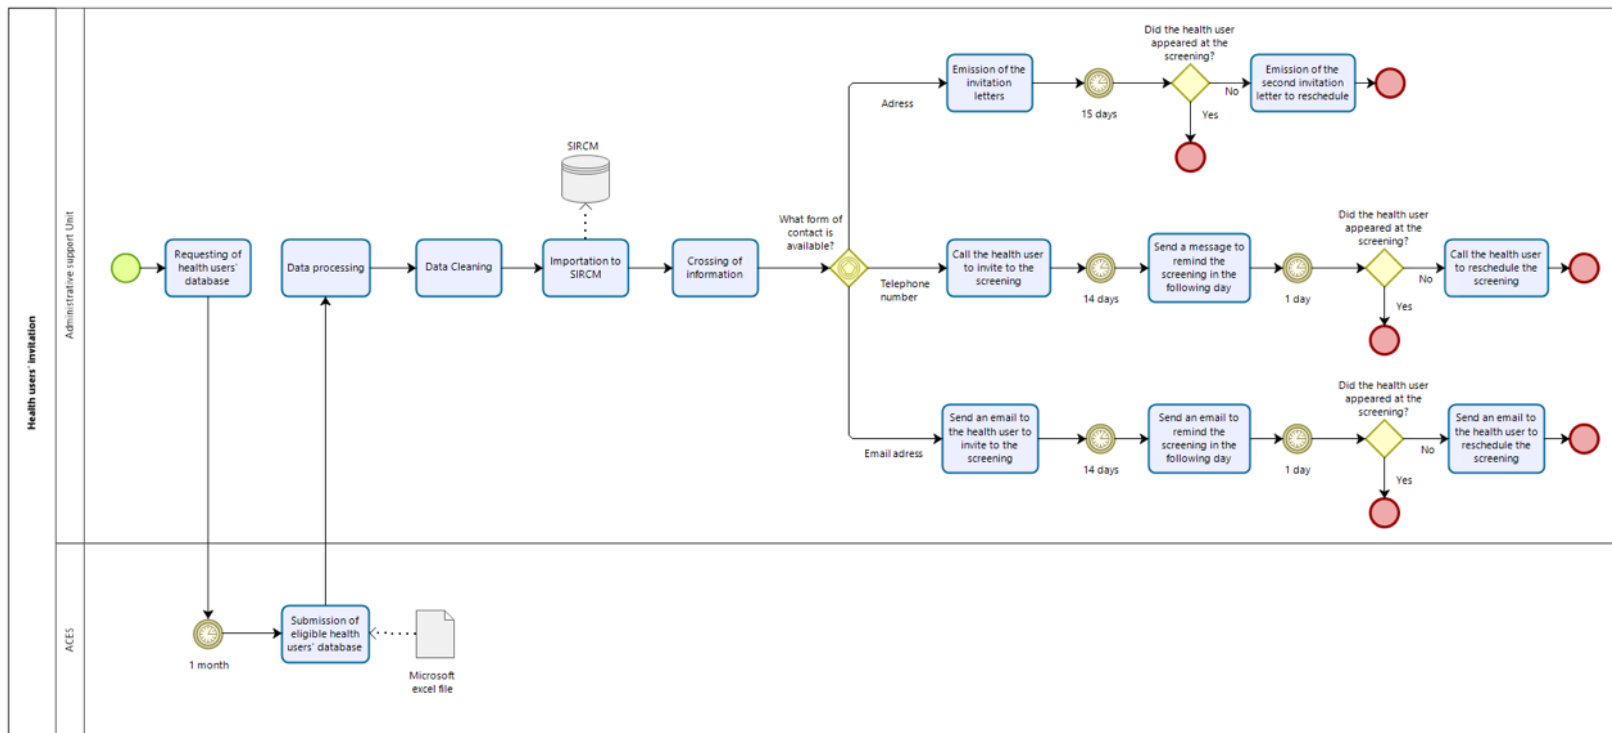 Health users' invitation
Administrative support Unit
Requesting of
health users'
database
Data processing
Data Cleaning
SIRCM
Importation to
SIRCM
Crossing of
information
What form of
contact is
available?
Adress
Emission of the
invitation
letters
15 days
Did the health user
appeared at the
screening?
No
Yes
Emission of the
second invitation
letter to reschedule
Telephone
number
Call the health user
to invite to the
screening
14 days
Send a message to
remind the
screening in the
following day
1 day
Did the health user
appeared at the
screening?
No
Yes
Call the health user
to reschedule the
screening
Email adress
Send an email to
the health user to
invite to the
screening
14 days
Send an email to
remind the
screening in the
following day
1 day
Did the health user
appeared at the
screening?
No
Yes
Send an email to
the health user to
reschedule the
screening
ACES
1 month
Submission of
eligible health
users' database
Microsoft
excel file